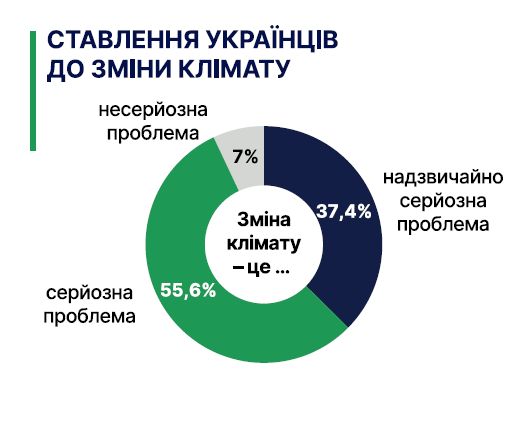 СТАВЛЕННЯ УКРАЇНЦІВ
ДО ЗМІНИ КЛІМАТУ
несерйозна
проблема
7%
надзвичайно
серйозна
проблема
37,4%
Зміна
клімату
– це ...
серйозна
проблема
55,6%